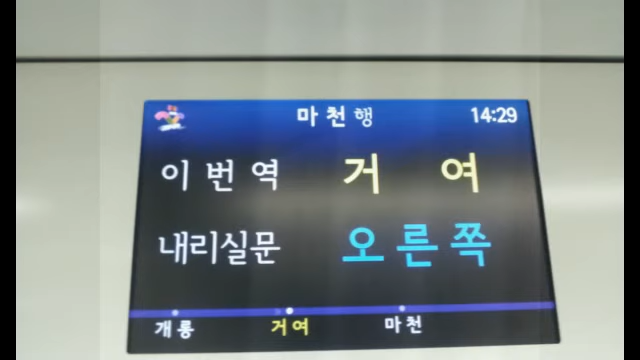 마천행 14:29
이번역 거여
내리실문 오른쪽
개롱 거여 마천